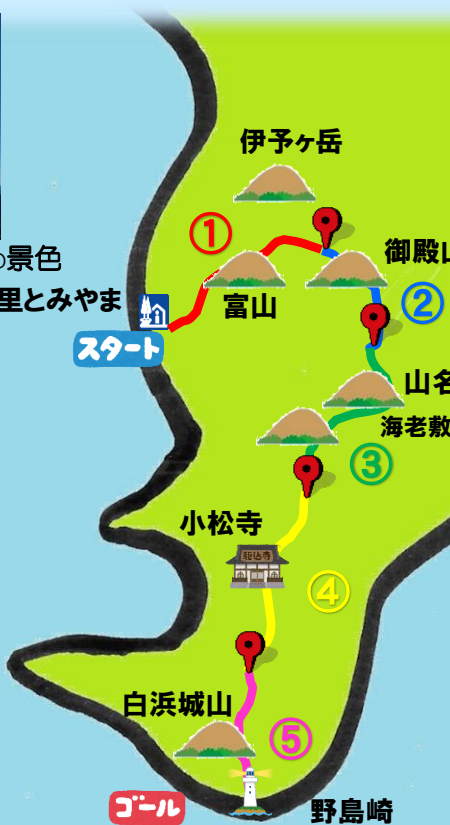 伊予ヶ岳
①
の景色
御殿山
里とみやま
富山
②
スタート
山名
海老敷
③
小松寺
④
白浜城山
⑤
ゴール
野島崎